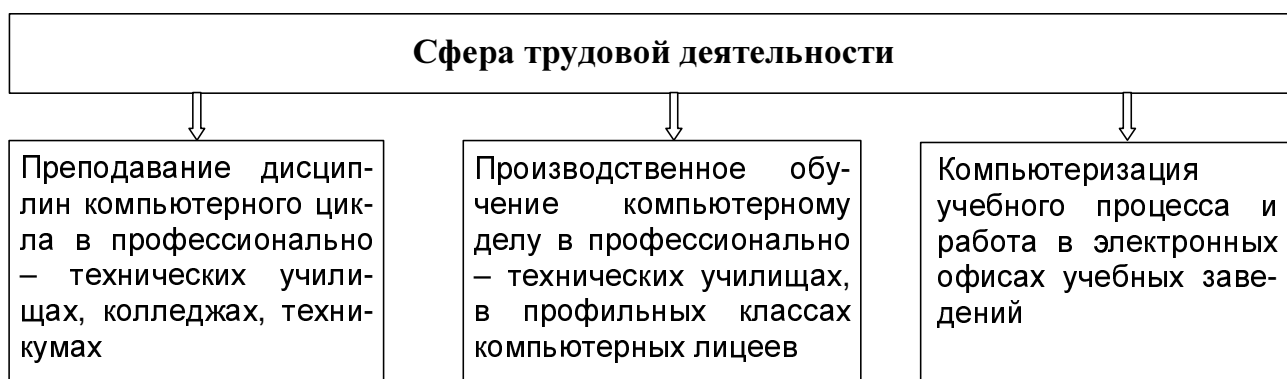 Сфера трудовой деятельности
Преподавание дисцип-
лин компьютерного цик-
ла в профессионально
– технических учили-
щах, колледжах, техни-
кумах
Производственное обу-
чение компьютерному
делу в профессионально
– технических училищах,
в профильных классах
компьютерных лицеев
Компьютеризация
учебного процесса и
работа в электронных
офисах учебных заве-
дений